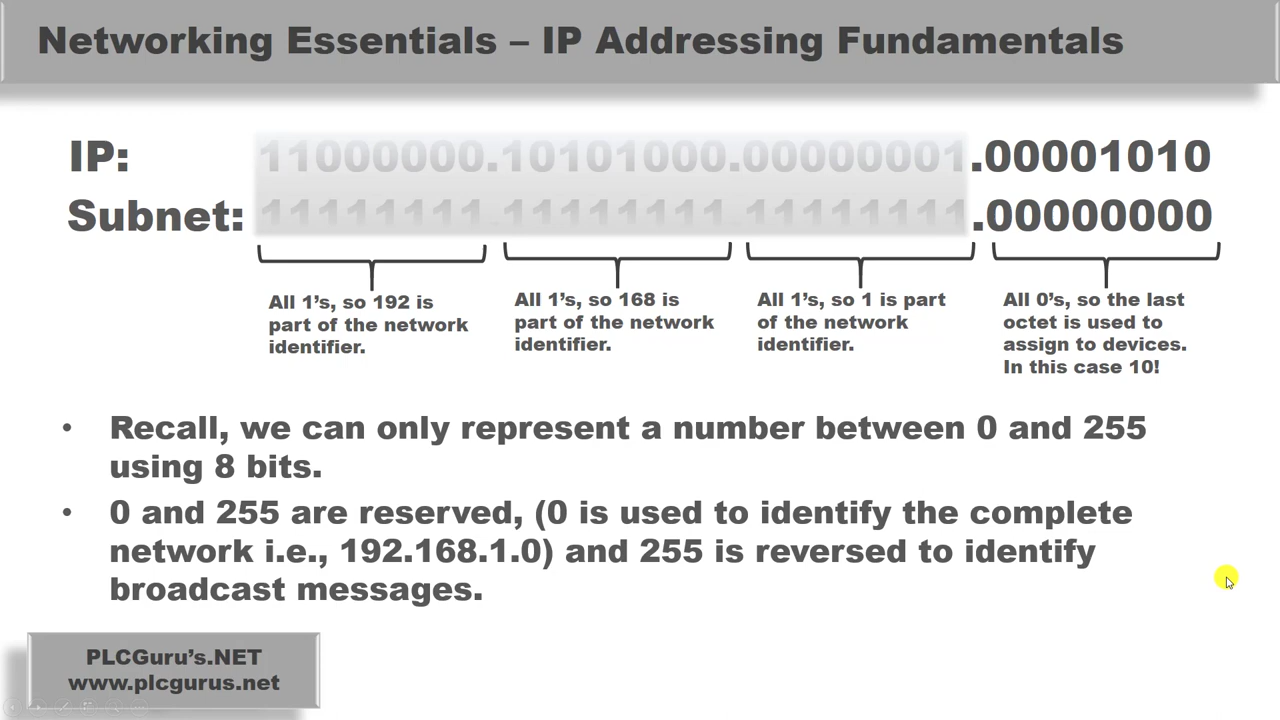 Networking Essentials – IP Addressing Fundamentals
IP: 11000000.10101000.00000001.00001010
Subnet: 11111111.11111111.11111111.00000000
All 1’s, so 192 is
part of the network
identifier.
All 1’s, so 168 is
part of the network
identifier.
All 1’s, so 1 is part
of the network
identifier.
All 0’s, so the last
octet is used to
assign to devices.
In this case 10!
• Recall, we can only represent a number between 0 and 255
using 8 bits.
• 0 and 255 are reserved, (0 is used to identify the complete
network i.e., 192.168.1.0) and 255 is reversed to identify
broadcast messages.
PLCGuru’s.NET
www.plcgurus.net